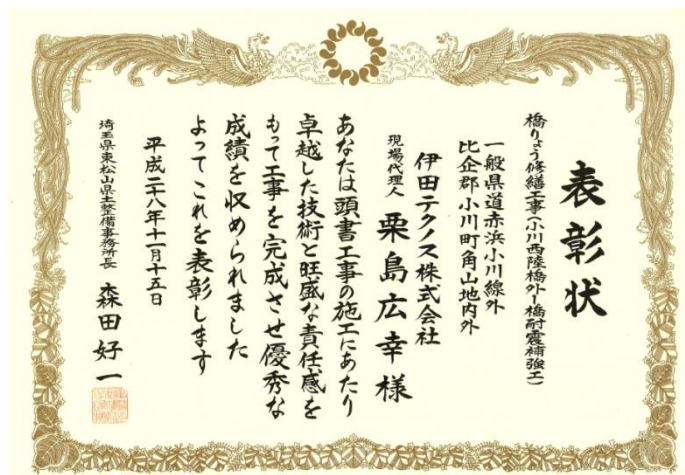 表彰状
橋りょう修繕工事(小川西陸橋外1橋耐震補強工)
一般県道赤浜小川線外
比企郡小川町角山地内外
伊田テクノス株式会社
現場代理人 栗島広幸様
あなたは頭書工事の施工にあたり
卓越した技術と旺盛な責任感を
もって工事を完成させ優秀な
成績を収められました
よってこれを表彰します
平成二十八年十一月十五日
埼玉県東松山県土整備事務所長 森田好一